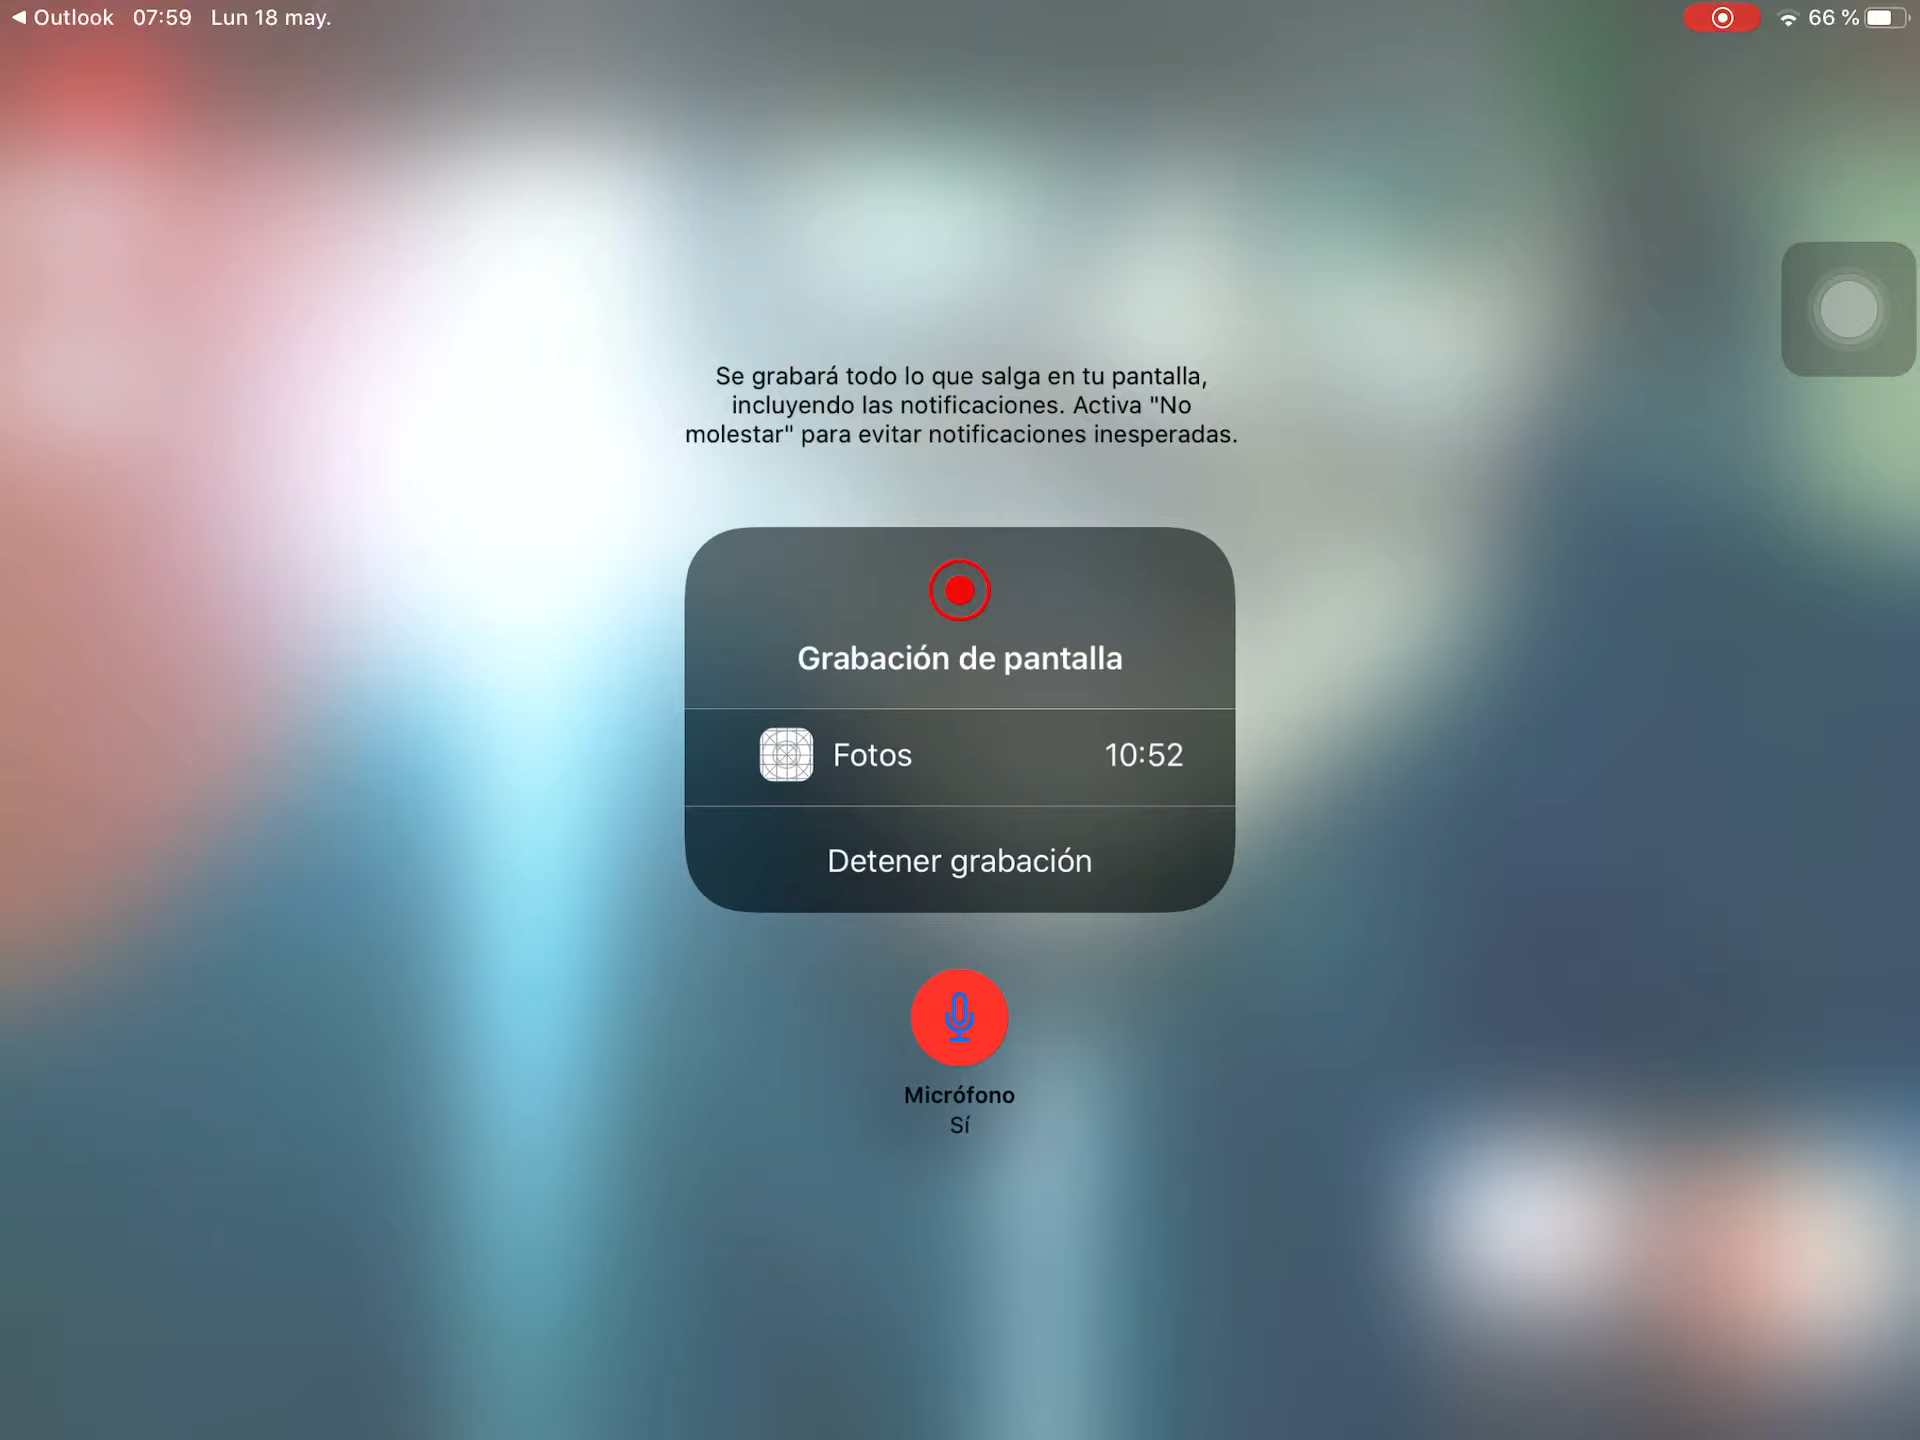 Outlook 07:59 Lun 18 may. 66 %
Se grabará todo lo que salga en tu pantalla,
incluyendo las notificaciones. Activa "No
molestar" para evitar notificaciones inesperadas.
Grabación de pantalla
Fotos 10:52
Detener grabación
Micrófono
Sí